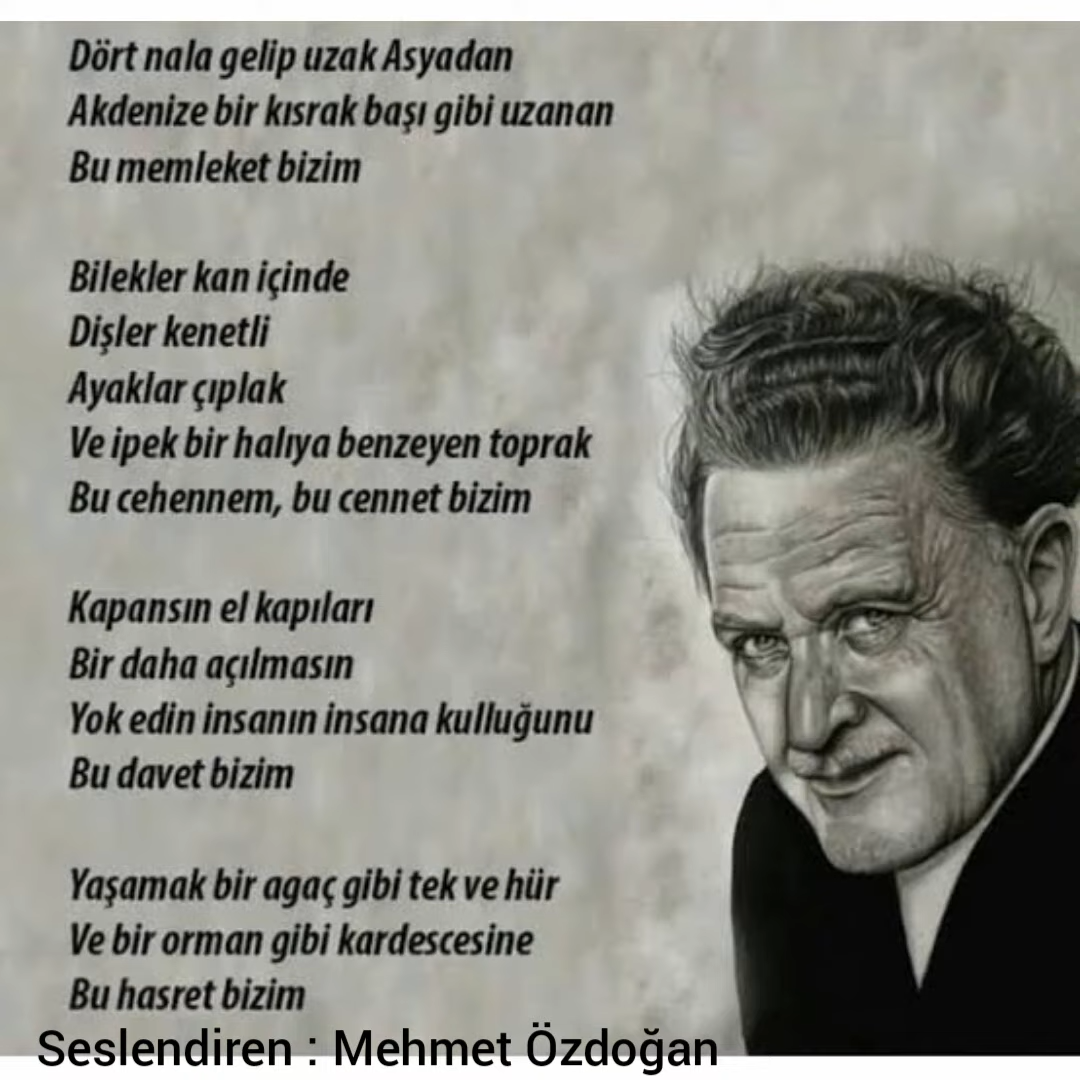 Dört nala gelip uzak Asyadan
Akdenize bir kısrak başı gibi uzanan
Bu memleket bizim
Bilekler kan içinde
Dişler kenetli
Ayaklar çıplak
Ve ipek bir halıya benzeyen toprak
Bu cehennem, bu cennet bizim
Kapansın el kapıları
Bir daha açılmasın
Yok edin insanın insana kulluğunu
Bu davet bizim
Yaşamak bir agaç gibi tek ve hür
Ve bir orman gibi kardescesine
Bu hasret bizim
Seslendiren : Mehmet Özdoğan